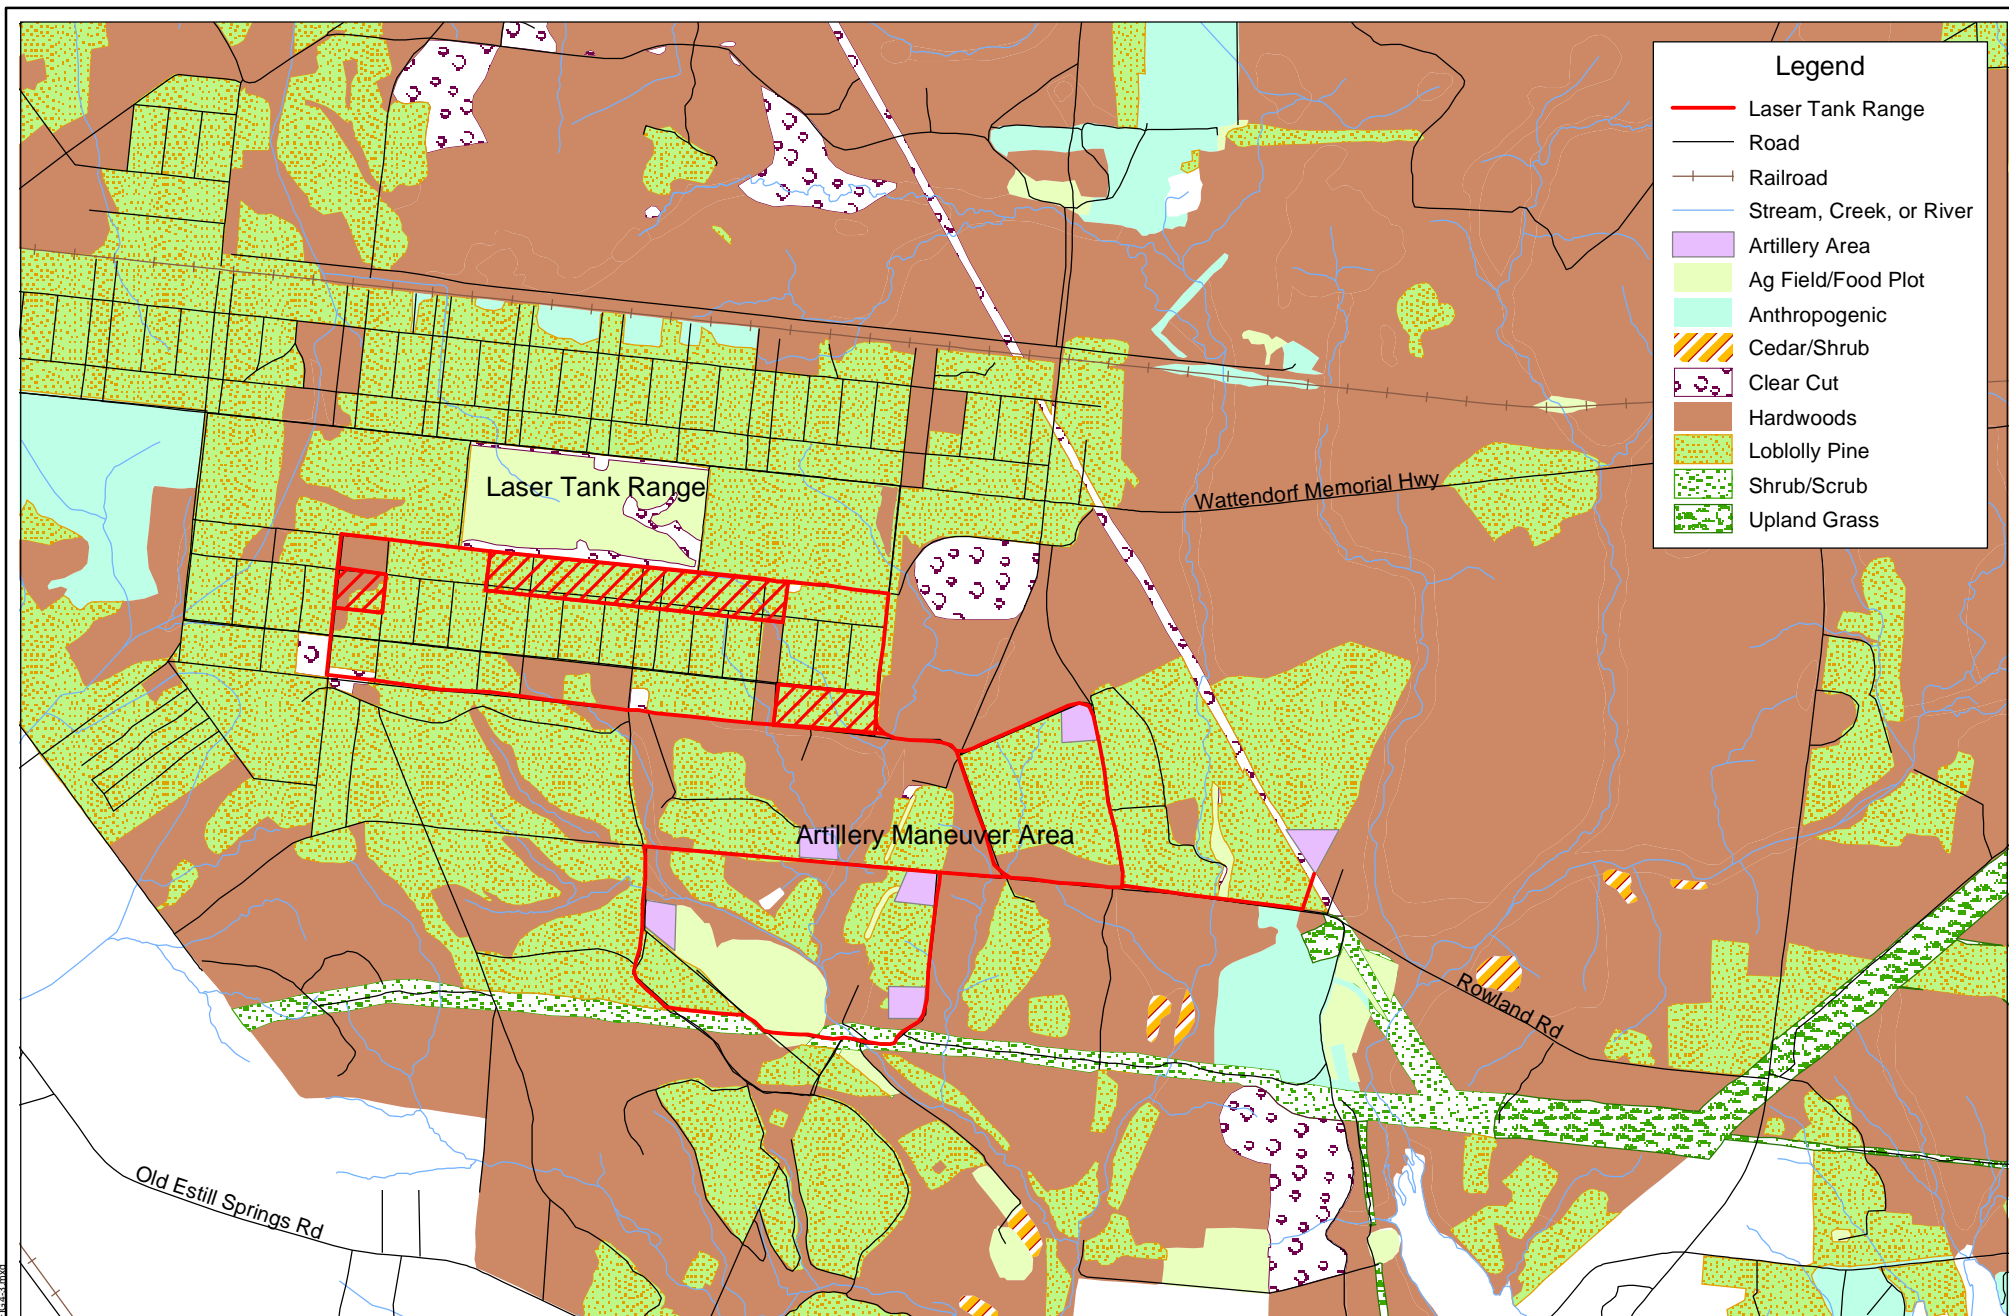 Legend
Laser Tank Range
Road
Railroad
Stream, Creek, or River
Artillery Area
Ag Field/Food Plot
Anthropogenic
Cedar/Shrub
Clear Cut
Hardwoods
Loblolly Pine
Shrub/Scrub
Upland Grass
Laser Tank Range
Wattendorf Memorial Hwy
Artillery Maneuver Area
Rowland Rd
Old Estill Springs Rd